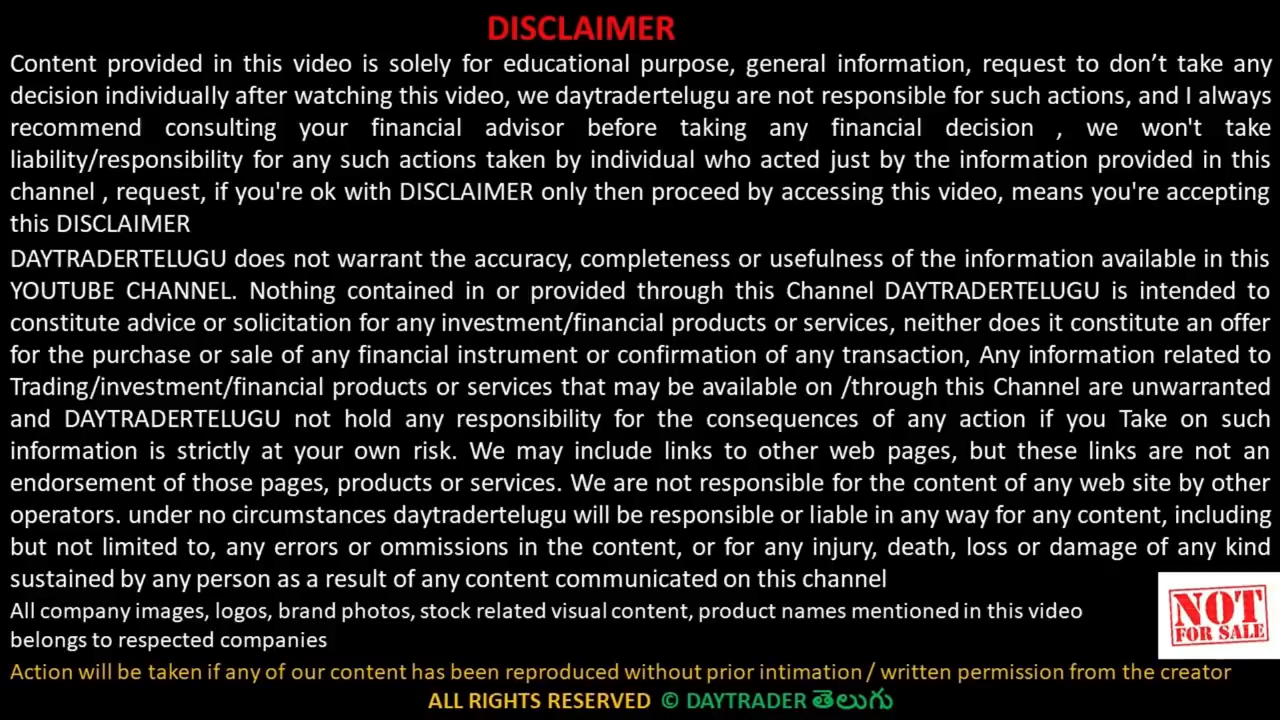 DISCLAIMER
Content provided in this video is solely for educational purpose, general information, request to don’t take any
decision individually after watching this video, we daytradertelugu are not responsible for such actions, and I always
recommend consulting your financial advisor before taking any financial decision , we won't take
liability/responsibility for any such actions taken by individual who acted just by the information provided in this
channel , request, if you're ok with DISCLAIMER only then proceed by accessing this video, means you're accepting
this DISCLAIMER
DAYTRADERTELUGU does not warrant the accuracy, completeness or usefulness of the information available in this
YOUTUBE CHANNEL. Nothing contained in or provided through this Channel DAYTRADERTELUGU is intended to
constitute advice or solicitation for any investment/financial products or services, neither does it constitute an offer
for the purchase or sale of any financial instrument or confirmation of any transaction, Any information related to
Trading/investment/financial products or services that may be available on /through this Channel are unwarranted
and DAYTRADERTELUGU not hold any responsibility for the consequences of any action if you Take on such
information is strictly at your own risk. We may include links to other web pages, but these links are not an
endorsement of those pages, products or services. We are not responsible for the content of any web site by other
operators. under no circumstances daytradertelugu will be responsible or liable in any way for any content, including
but not limited to, any errors or ommissions in the content, or for any injury, death, loss or damage of any kind
sustained by any person as a result of any content communicated on this channel
All company images, logos, brand photos, stock related visual content, product names mentioned in this video
belongs to respected companies
NOT
FOR SALE
Action will be taken if any of our content has been reproduced without prior intimation / written permission from the creator
ALL RIGHTS RESERVED © DAYTRADER తెలుగు